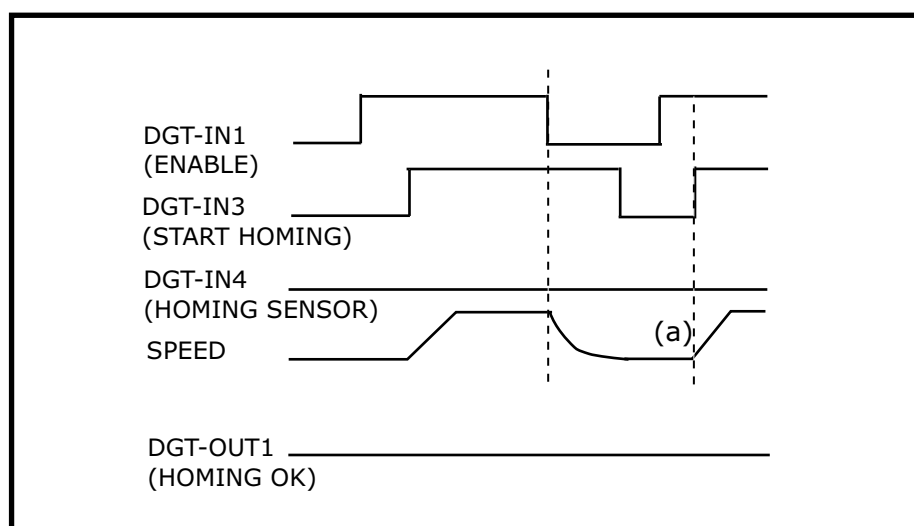 DGT-IN1
(ENABLE)
DGT-IN3
(START HOMING)
DGT-IN4
(HOMING SENSOR)
(a)
SPEED
DGT-OUT1
(HOMING OK)